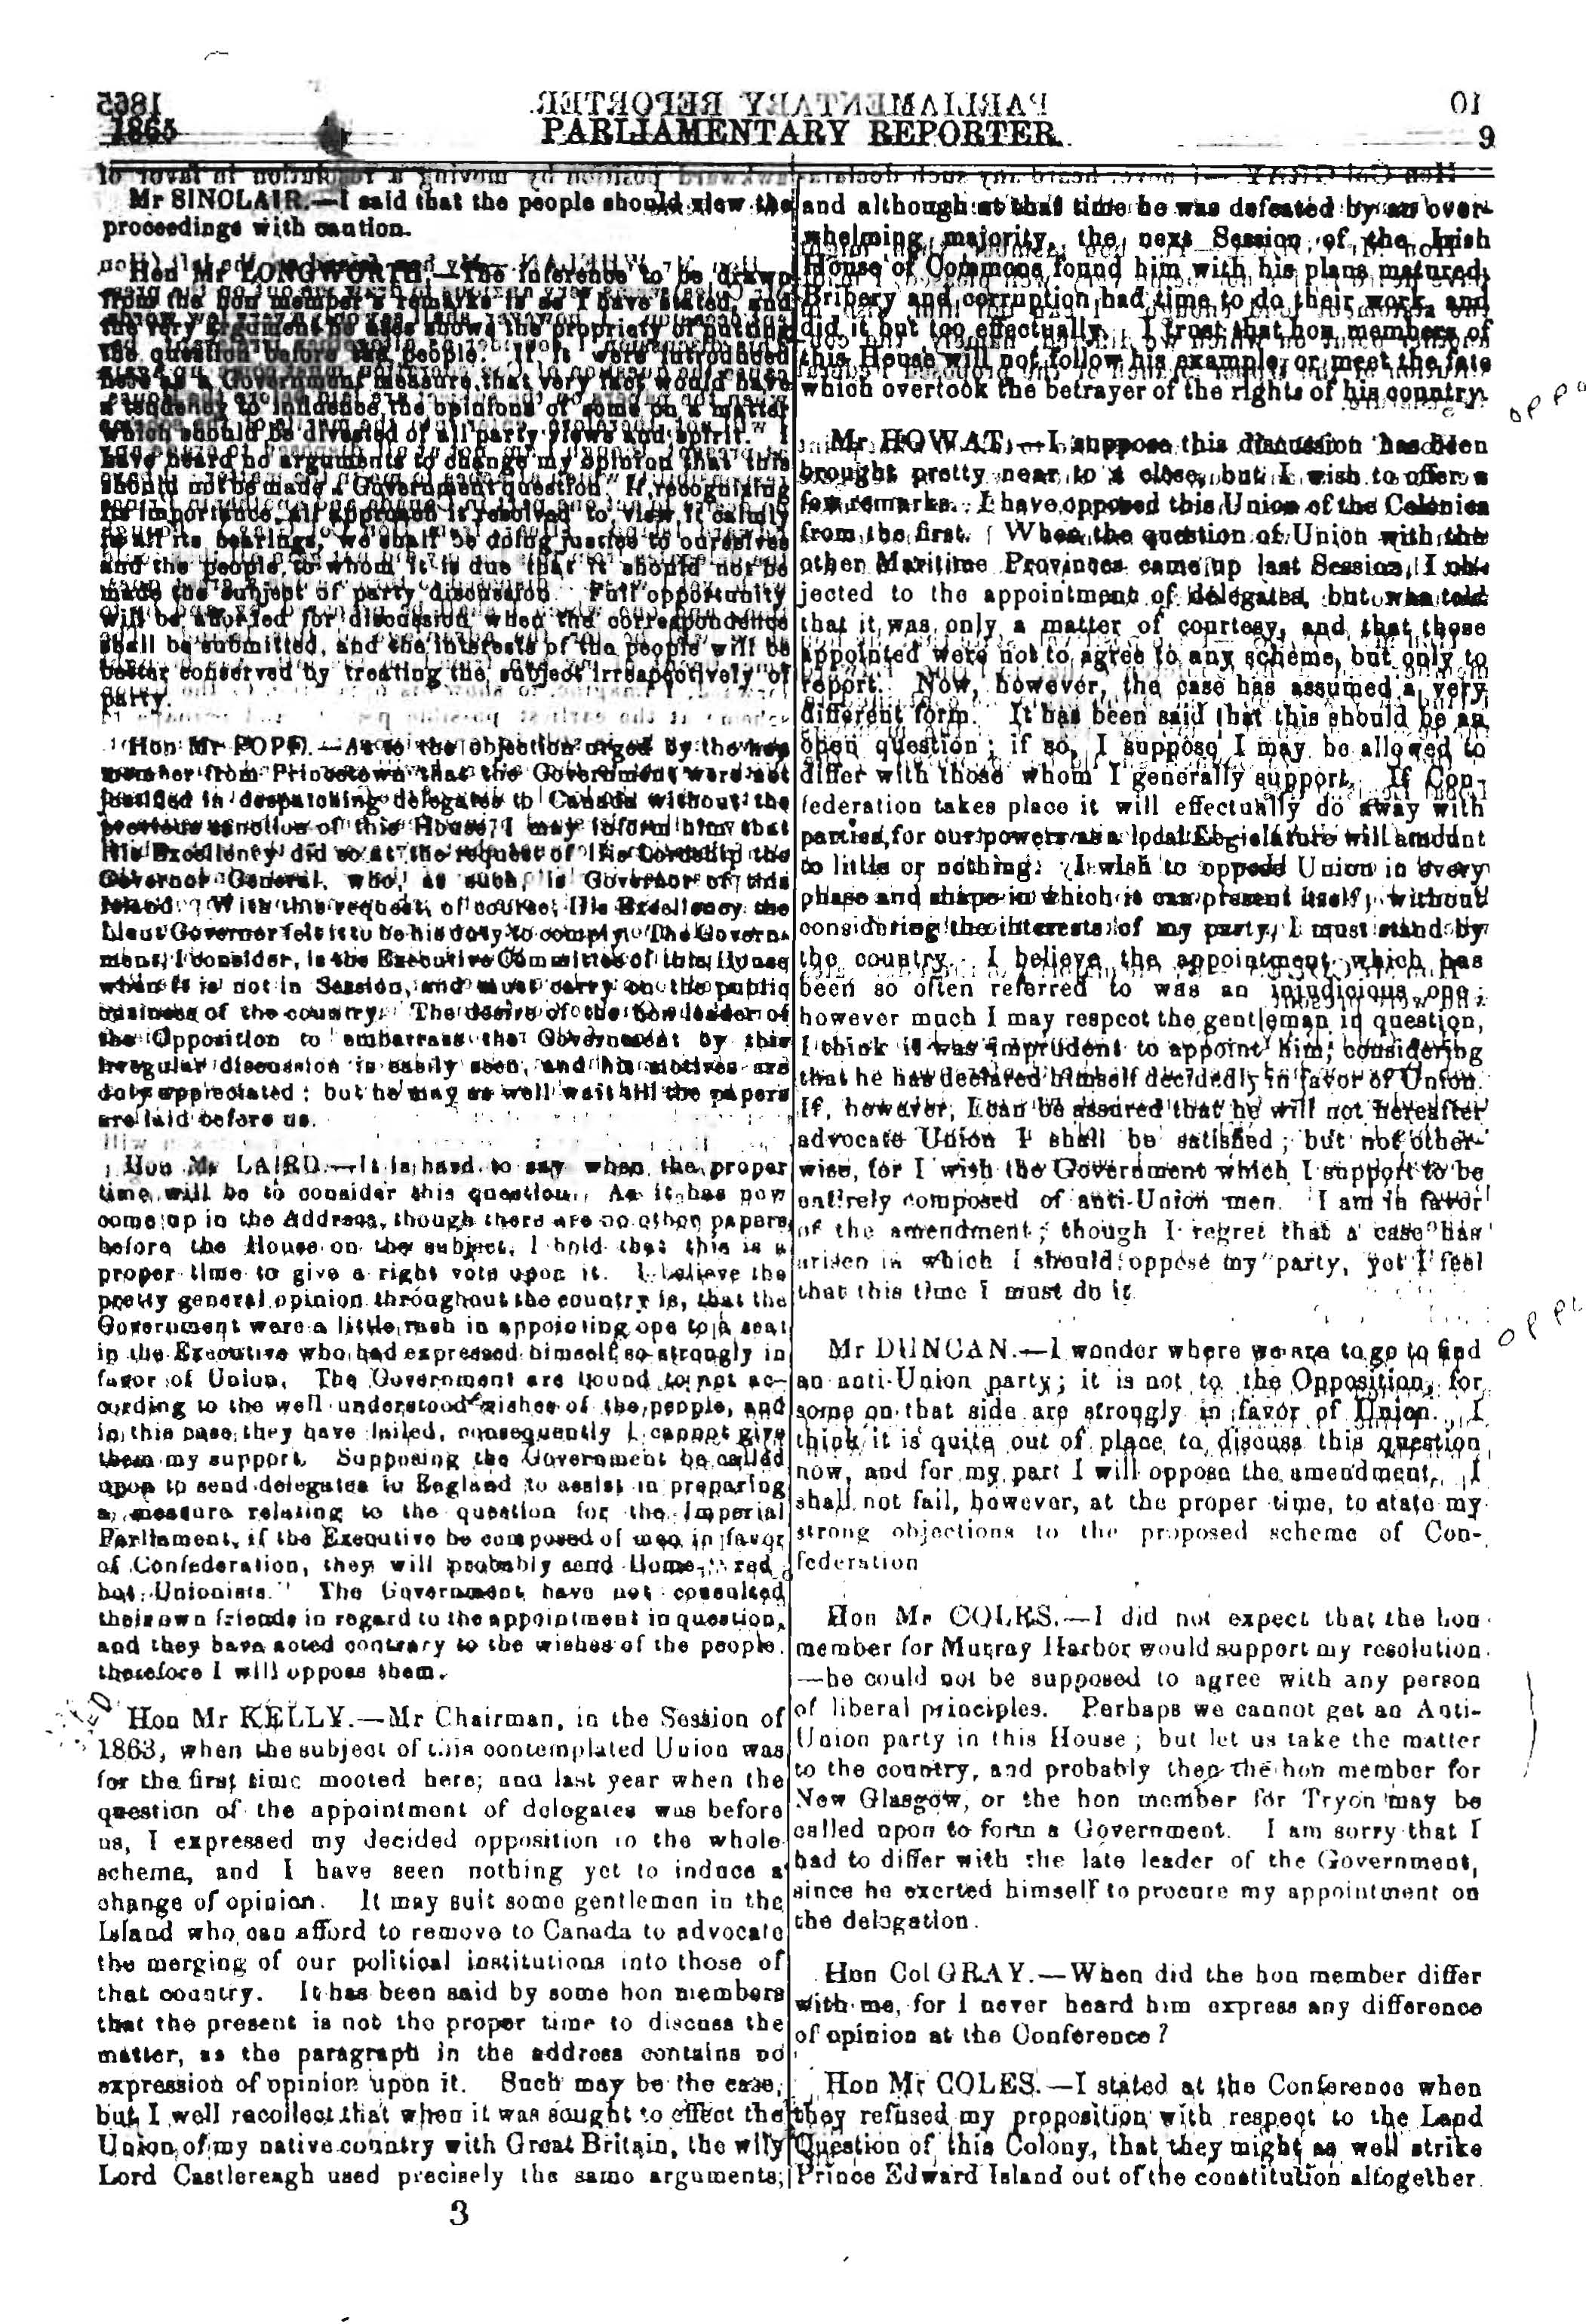 1865
PARLIAMENTARY REPORTER.
9
Mr SINCLAIR.—I said that the people should view the
proceedings with caution.
Hon Mr LONGWORTH.—The inference to be drawn
from the hon member's remarks is as I have stated, and
the very argument he uses shows the propriety of putting
the question before the people. If it were introduced
here as a Government measure that very fact would have
a tendency to influence the opinions of some on a matter
which should be divested of all party views and spirit. I
have heard no arguments to change my opinion that this
should not be made a Government question. If, recognizing
its importance, all approach it resolved to view it calmly
in all its bearings, we shall be doing justice to ourselves
and the people, to whom it is due that it should not be
made the subject of party discussion. Full opportunity
will be afforded for discussion when the correspondence
shall be submitted, and the interests of the people will be
better conserved by treating the subject irrespectively of
party.
Hon Mr POPE.—As to the objection urged by the hon
member from Princetown that the Government were not
justified in despatching delegates to Canada without the
previous sanction of this House, I may inform him that
His Excellency did so at the request of His Lordship the
Governor General, who, as such, is Governor of this
Island. With this request, of course, His Excellency the
Lieut Governor felt it to be his duty to comply. The Govern-
ment, I consider, is the Executive Committee of this House
when it is not in Session, and must carry on the public
business of the country. The desire of the hon leader of
the Opposition to embarrass the Government by this
irregular discussion is easily seen, and his motives are
duly appreciated; but he may as well wait till the papers
are laid before us.
Hon Mr LAIRD.—It is hard to say when the proper
time will be to consider this question. As it has now
come up in the Address, though there are no other papers
before the House on the subject, I hold that this is a
proper time to give a right vote upon it. I believe the
pretty general opinion throughout the country is, that the
Government were a little rash in appointing one to a seat
in the Executive who had expressed himself so strongly in
favor of Union. The Government are bound to act ac-
cording to the well understood wishes of the people, and
in this case they have failed, consequently I cannot give
them my support. Supposing the Government be called
upon to send delegates to England to assist in preparing
a measure relating to the question for the Imperial
Parliament, if the Executive be composed of men in favor
of Confederation, they will probably send Home "red
hot Unionists." The Government have not consulted
their own friends in regard to the appointment in question,
and they have acted contrary to the wishes of the people.
therefore I will oppose them.
Hon Mr KELLY.—Mr Chairman, in the Session of
1863, when the subject of this contemplated Union was
for the first time mooted here; and last year when the
question of the appointment of delegates was before
us, I expressed my decided opposition to the whole
scheme, and I have seen nothing yet to induce a
change of opinion. It may suit some gentlemen in the
Island who can afford to remove to Canada to advocate
the merging of our political institutions into those of
that country. It has been said by some hon members
that the present is not the proper time to discuss the
matter, as the paragraph in the address contains no
expression of opinion upon it. Such may be the case,
but I well recollect that when it was sought to effect the
Union of my native country with Great Britain, the wily
Lord Castlereagh used precisely the same arguments;
3
and although at that time he was defeated by an over-
whelming majority, the next Session of the Irish
House of Commons found him with his plans matured.
Bribery and corruption had time to do their work, and
did it but too effectually. I trust that hon members of
this House will not follow his example, or meet the fate
which overtook the betrayer of the rights of his country.
Mr HOWAT.—I suppose this discussion has been
brought pretty near to a close, but I wish to offer a
few remarks. I have opposed this Union of the Colonies
from the first. When the question of Union with the
other Maritime Provinces came up last Session, I ob-
jected to the appointment of delegates, but was told
that it was only a matter of courtesy, and that those
appointed were not to agree to any scheme, but only to
report. Now, however, the case has assumed a very
different form. It has been said that this should be an
open question; if so, I suppose I may be allowed to
differ with those whom I generally support. If Con-
federation takes place it will effectually do away with
parties, for our powers as a local Legislature will amount
to little or nothing. I wish to oppose Union in every
phase and shape in which it can present itself; without
considering the interests of my party, I must stand by
the country. I believe the appointment which has
been so often referred to was an injudicious one;
however much I may respect the gentleman in question,
I think it was imprudent to appoint him, considering
that he has declared himself decidedly in favor of Union.
If, however, I can be assured that he will not hereafter
advocate Union I shall be satisfied; but not other-
wise, for I wish the Government which I support to be
entirely composed of anti-Union men. I am in favor
of the amendment; though I regret that a case has
arisen in which I should oppose my party, yet I feel
that this time I must do it
Mr DUNCAN.—I wonder where we are to go to find
an anti-Union party; it is not to the Opposition, for
some on that side are strongly in favor of Union. I
think it is quite out of place to discuss this question
now, and for my part I will oppose the amendment. I
shall not fail, however, at the proper time, to state my
strong objections to the proposed scheme of Con-
federation
Hon Mr COLES.—I did not expect that the hon
member for Murray Harbor would support my resolution
—he could not be supposed to agree with any person
of liberal principles. Perhaps we cannot get an Anti-
Union party in this House; but let us take the matter
to the country, and probably then the hon member for
New Glasgow, or the hon member for Tryon may be
called upon to form a Government. I am sorry that I
had to differ with the late leader of the Government,
since he exerted himself to procure my appointment on
the delegation.
Hon Col GRAY.—When did the hon member differ
with me, for I never heard him express any difference
of opinion at the Conference?
Hon Mr COLES.—I stated at the Conference when
they refused my proposition with respect to the Land
Question of this Colony, that they might as well strike
Prince Edward Island out of the constitution altogether.